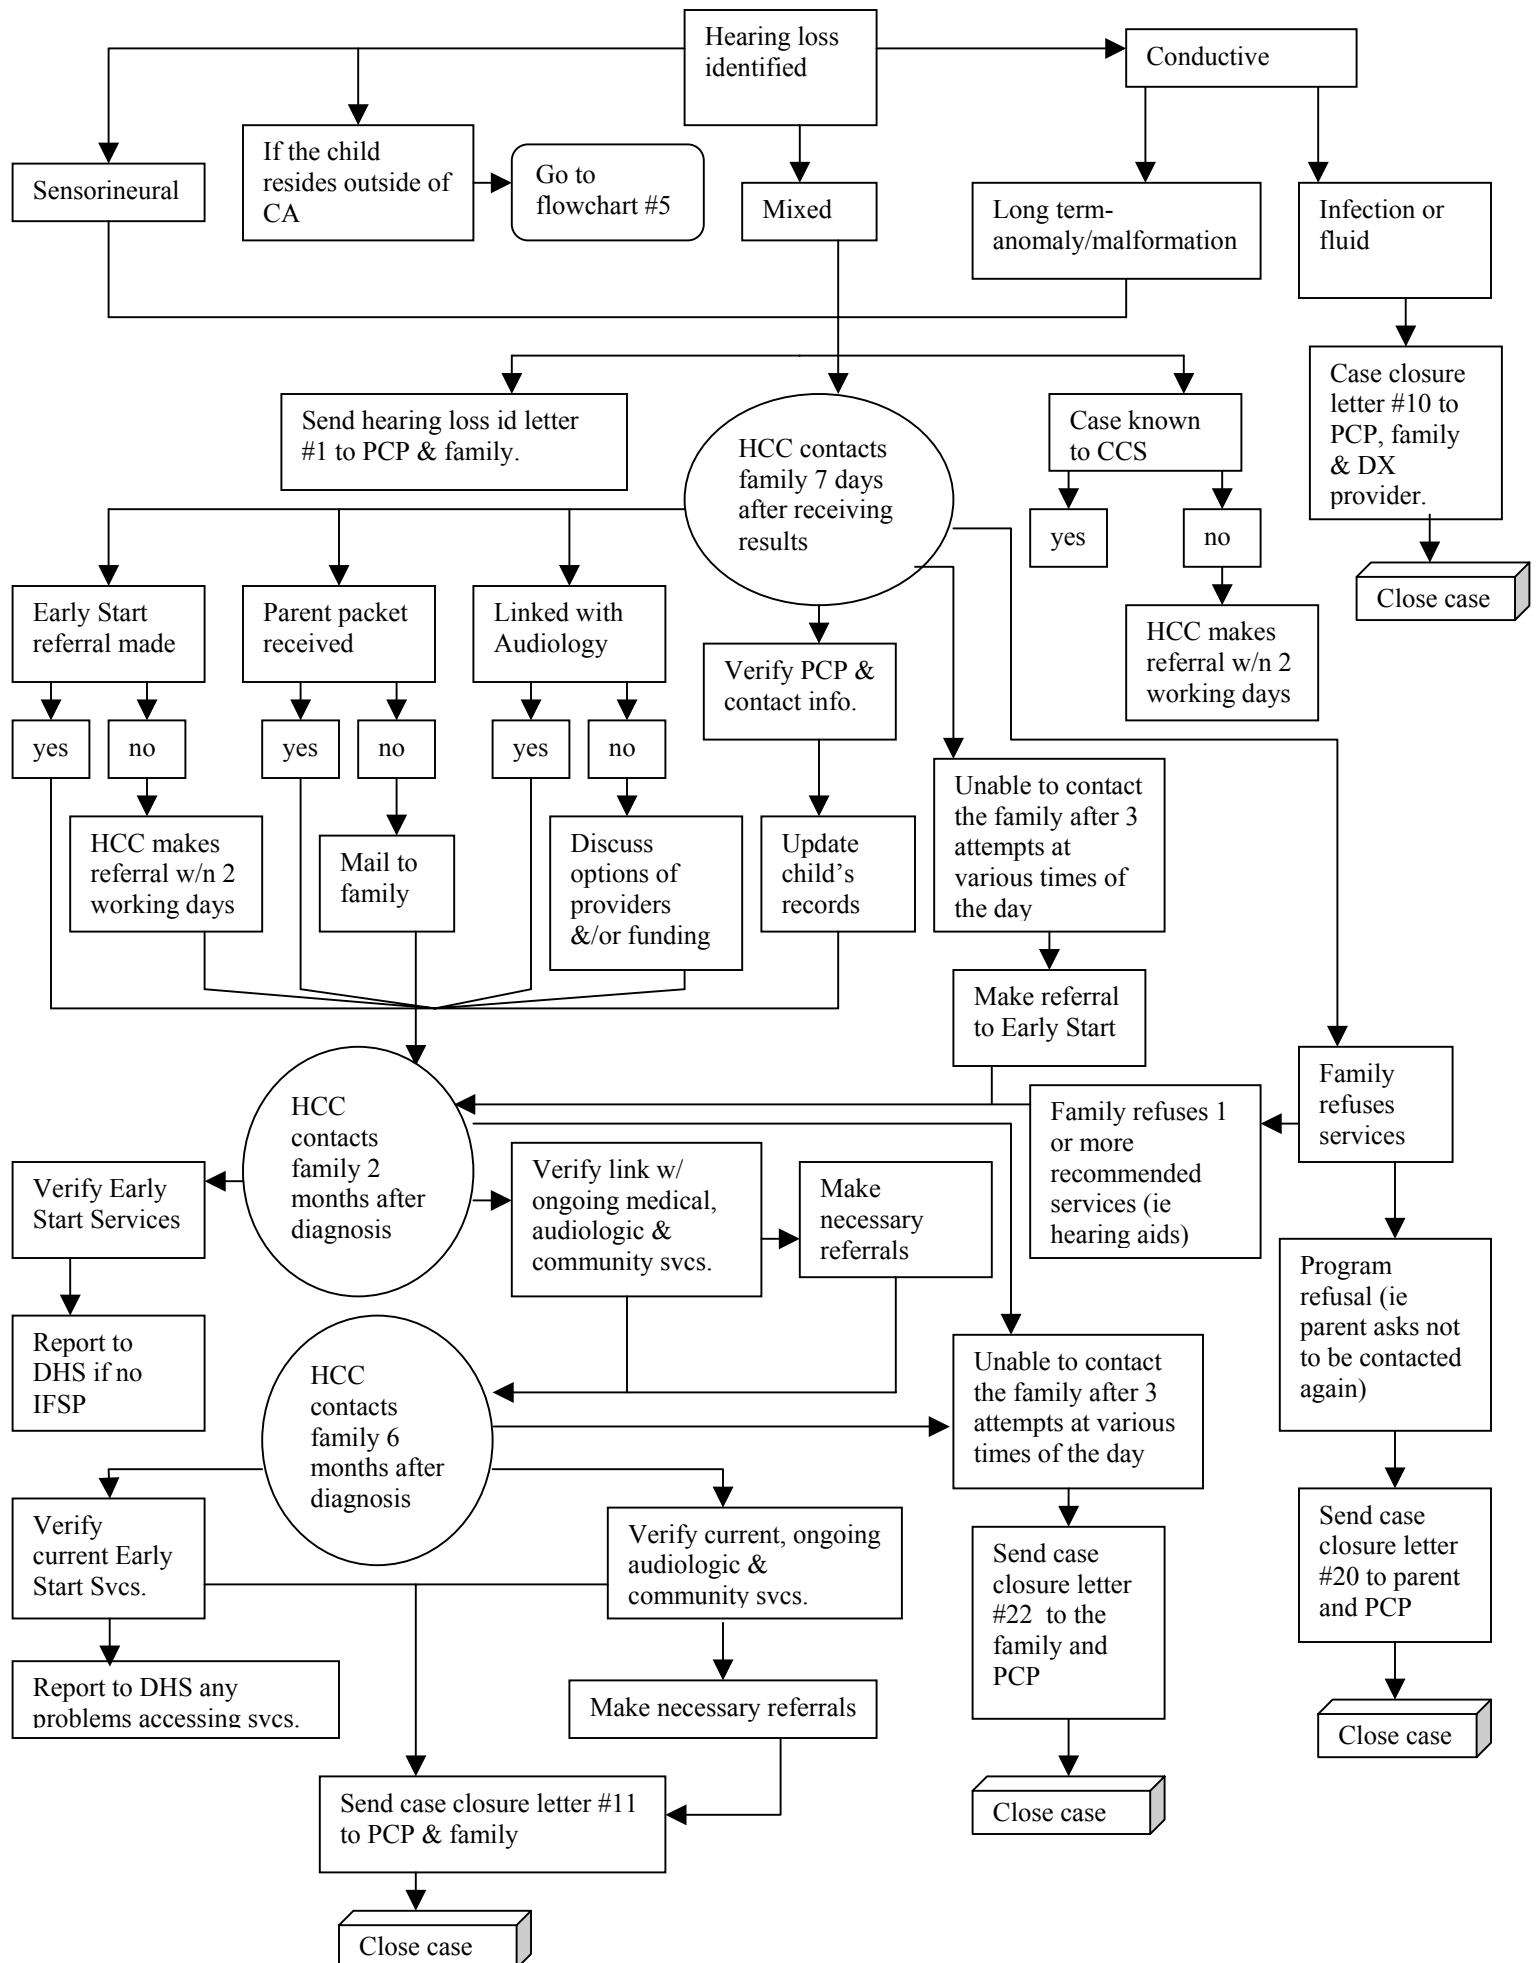 Hearing loss
identified
Conductive
If the child
resides outside of
CA
Go to
flowchart #5
Sensorineural
Mixed
Long term-
anomaly/malformation
Infection or
fluid
Send hearing loss id letter
#1 to PCP & family.
HCC contacts
family 7 days
after receiving
results
Case known
to CCS
Case closure
letter #10 to
PCP, family
& DX
provider.
yes
no
Close case
Early Start
referral made
Parent packet
received
Linked with
Audiology
Verify PCP &
contact info.
HCC makes
referral w/n 2
working days
yes
no
yes
no
yes
no
Unable to contact
the family after 3
attempts at
various times of
the day
HCC makes
referral w/n 2
working days
Mail to
family
Discuss
options of
providers
&/or funding
Update
child’s
records
Make referral
to Early Start
HCC
contacts
family 2
months after
diagnosis
Family refuses 1
or more
recommended
services (ie
hearing aids)
Family
refuses
services
Verify Early
Start Services
Verify link w/
ongoing medical,
audiologic &
community svcs.
Make
necessary
referrals
Program
refusal (ie
parent asks not
to be contacted
again)
Report to
DHS if no
IFSP
HCC
contacts
family 6
months after
diagnosis
Unable to contact
the family after 3
attempts at various
times of the day
Verify
current Early
Start Svcs.
Verify current, ongoing
audiologic &
community svcs.
Send case
closure letter
#22  to the
family and
PCP
Send case
closure letter
#20 to parent
and PCP
Report to DHS any
problems accessing svcs.
Make necessary referrals
Close case
Send case closure letter #11
to PCP & family
Close case
Close case